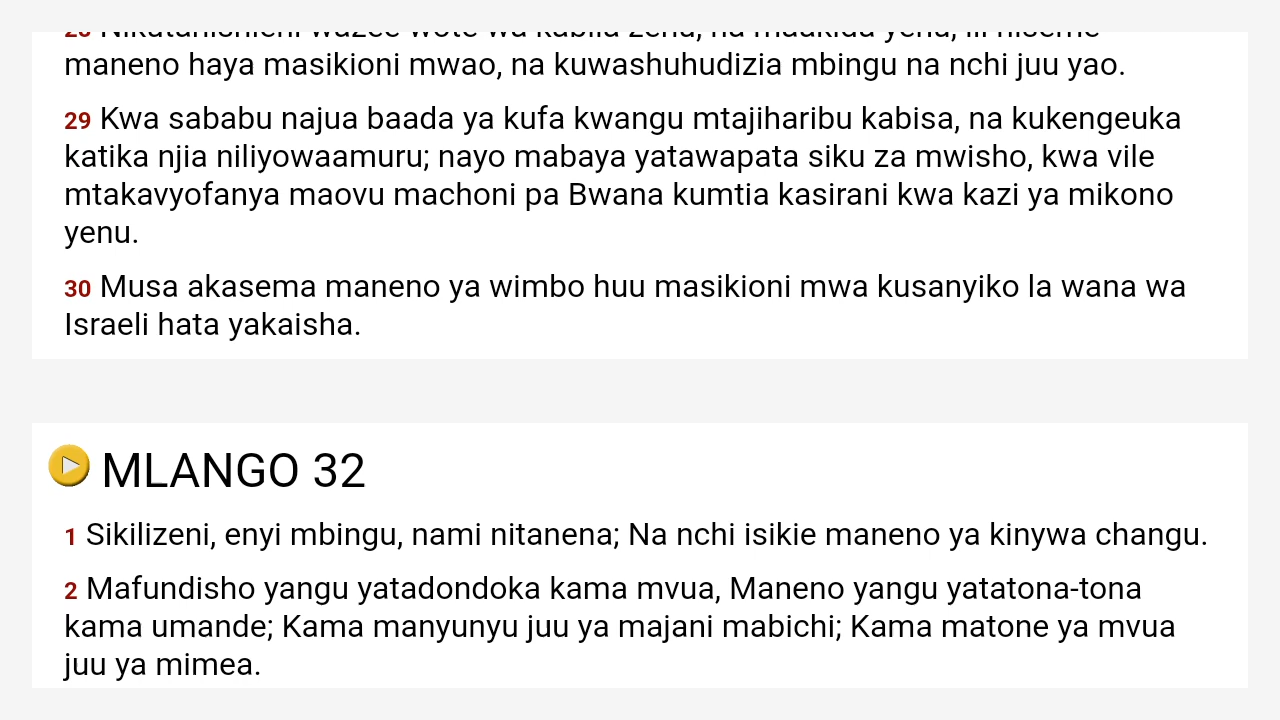 maneno haya masikioni mwao, na kuwashuhudizia mbingu na nchi juu yao.
29 Kwa sababu najua baada ya kufa kwangu mtajiharibu kabisa, na kukengeuka
katika njia niliyowaamuru; nayo mabaya yatawapata siku za mwisho, kwa vile
mtakavyofanya maovu machoni pa Bwana kumtia kasirani kwa kazi ya mikono
yenu.
30 Musa akasema maneno ya wimbo huu masikioni mwa kusanyiko la wana wa
Israeli hata yakaisha.
MLANGO 32
1 Sikilizeni, enyi mbingu, nami nitanena; Na nchi isikie maneno ya kinywa changu.
2 Mafundisho yangu yatadondoka kama mvua, Maneno yangu yatatona-tona
kama umande; Kama manyunyu juu ya majani mabichi; Kama matone ya mvua
juu ya mimea.